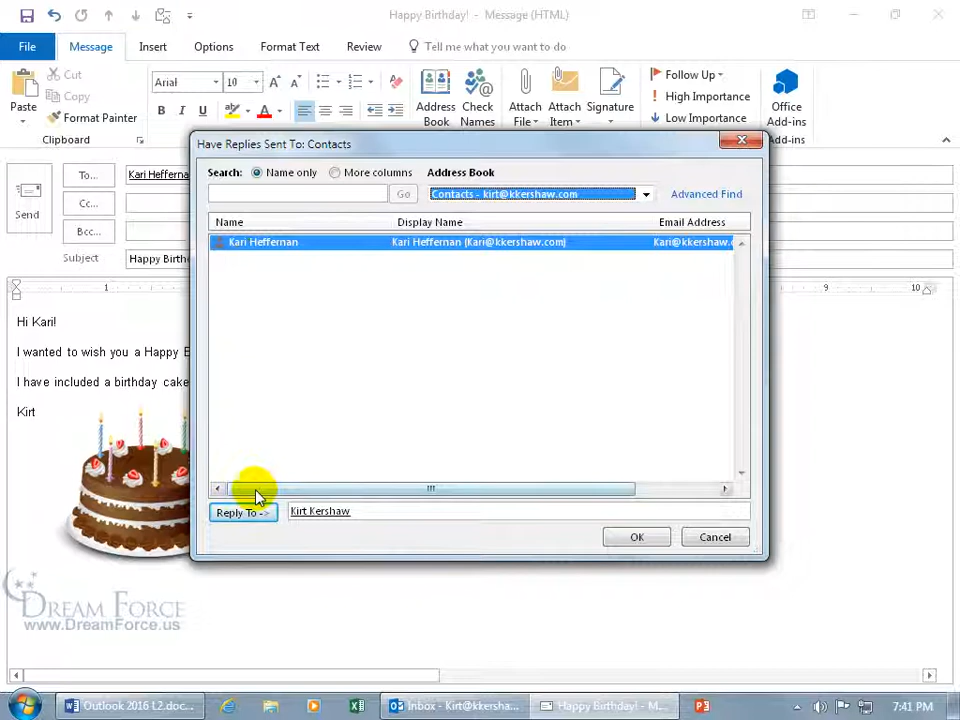 Happy Birthday! - Message (HTML)
File Message Insert Options Format Text Review Tell me what you want to do
Paste
Cut
Copy
Format Painter
Clipboard
Arial 10
B I U
Address Book
Check Names
Attach File
Attach Item
Signature
Follow Up
High Importance
Low Importance
Office Add-ins
Add-ins
Have Replies Sent To: Contacts
Search: Name only More columns Address Book
Go Contacts - kirt@kkershaw.com Advanced Find
Name Display Name Email Address
Kari Heffernan Kari Heffernan (Kari@kkershaw.com) Kari@kkershaw.c
Reply To ->
Kirt Kershaw
OK Cancel
Send
To... Kari Heffernan
Cc...
Bcc...
Subject Happy Birth
1 9 10
Hi Kari!
I wanted to wish you a Happy B
I have included a birthday cake
Kirt
DREAM FORCE
www.DreamForce.us
Outlook 2016 L2.doc... Inbox - Kirt@kkersha... Happy Birthday! - M... 7:41 PM